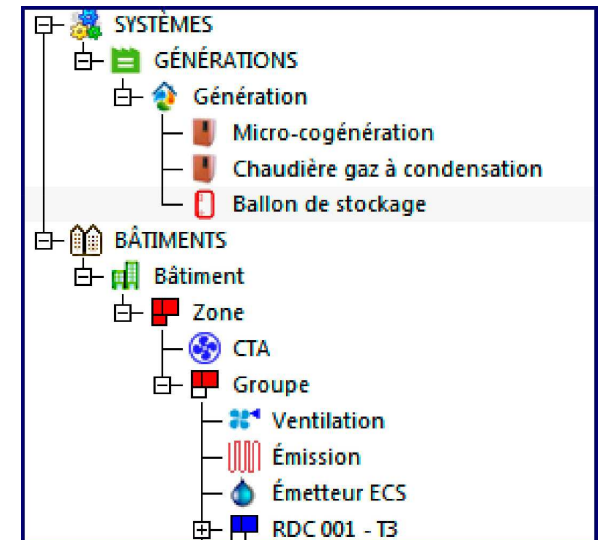 SYSTÈMES
GÉNÉRATIONS
Génération
Micro-cogénération
Chaudière gaz à condensation
Ballon de stockage
BÂTIMENTS
Bâtiment
Zone
CTA
Groupe
Ventilation
Émission
Émetteur ECS
RDC 001 - T3